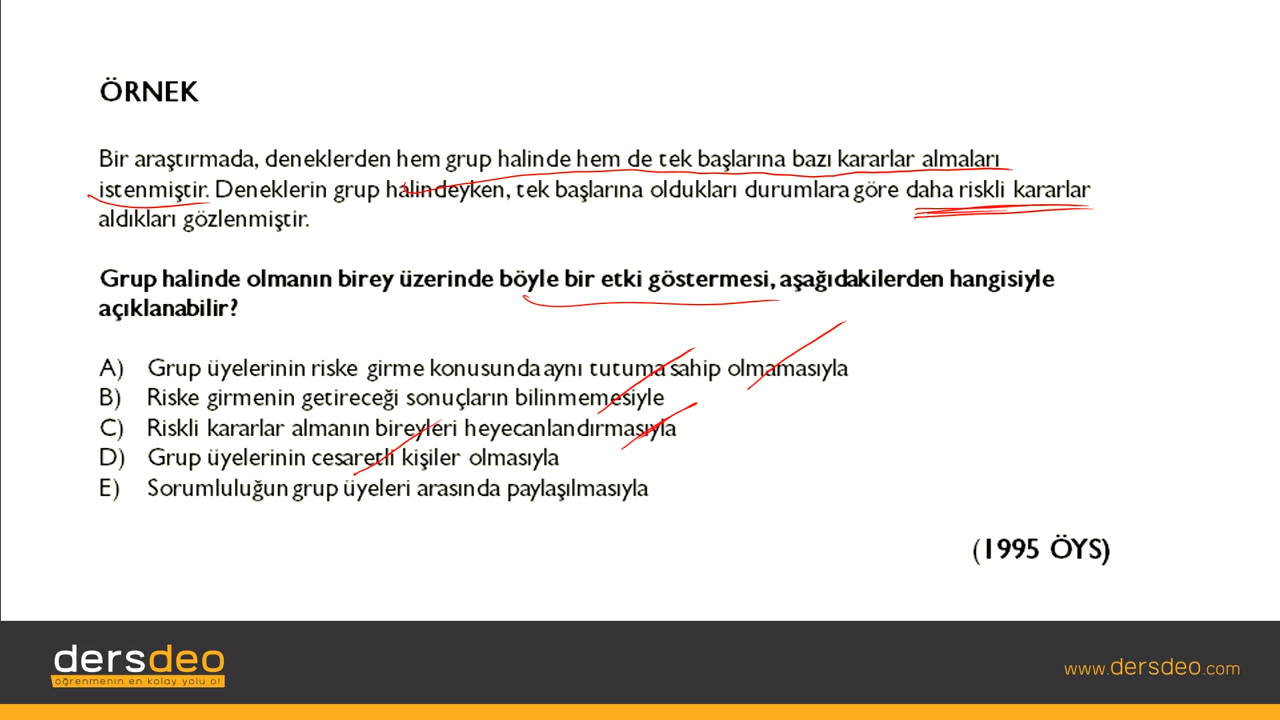 ÖRNEK
Bir araştırmada, deneklerden hem grup halinde hem de tek başlarına bazı kararlar almaları
istenmiştir. Deneklerin grup halindeyken, tek başlarına oldukları durumlara göre daha riskli kararlar
aldıkları gözlenmiştir.
Grup halinde olmanın birey üzerinde böyle bir etki göstermesi, aşağıdakilerden hangisiyle
açıklanabilir?
A) Grup üyelerinin riske girme konusunda aynı tutuma sahip olmamasıyla
B) Riske girmenin getireceği sonuçların bilinmemesiyle
C) Riskli kararlar almanın bireyleri heyecanlandırmasıyla
D) Grup üyelerinin cesaretli kişiler olmasıyla
E) Sorumluluğun grup üyeleri arasında paylaşılmasıyla
(1995 ÖYS)
dersdeo
öğrenmenin en kolay yolu o!
www.dersdeo.com